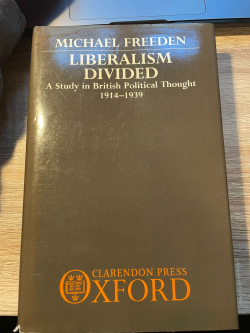 MICHAEL FREEDEN
LIBERALISM
DIVIDED
A Study in British Political Thought
1914–1939
CLARENDON PRESS
OXFORD